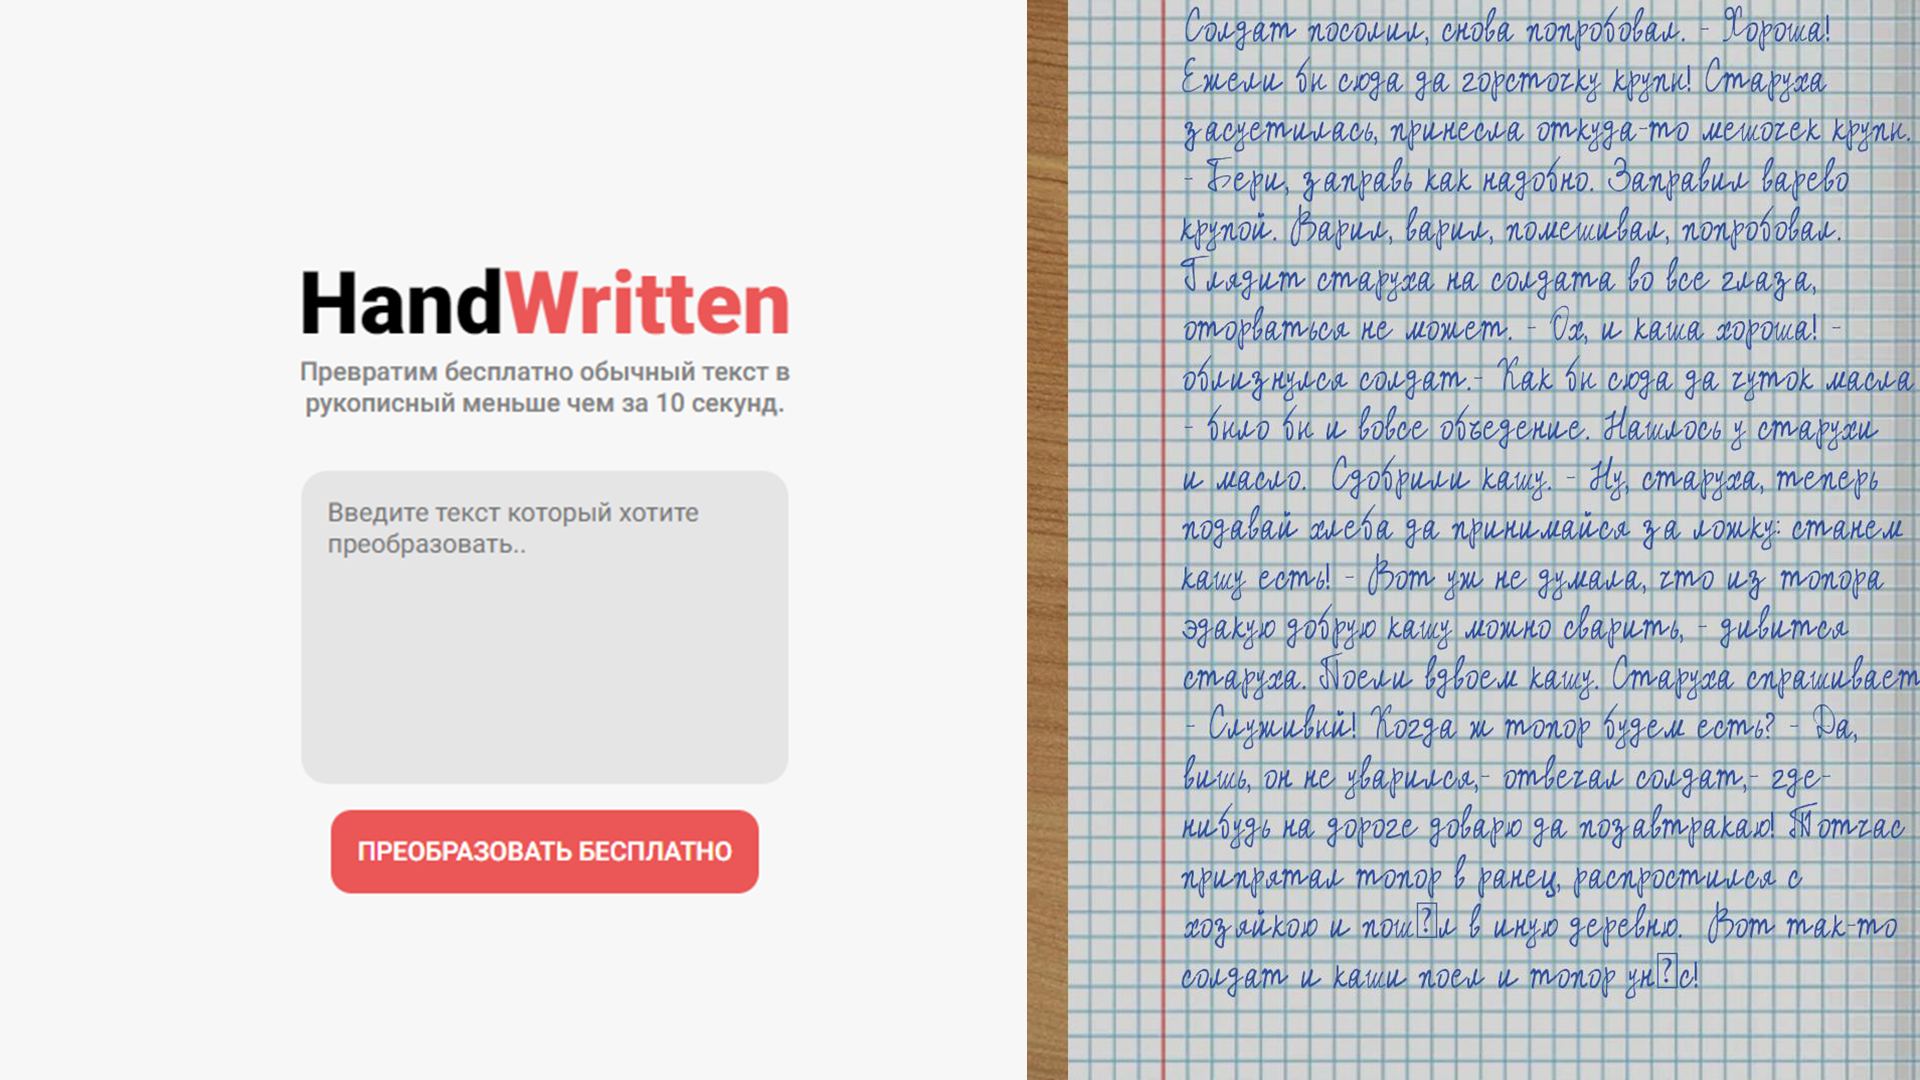 HandWritten
Превратим бесплатно обычный текст в
рукописный меньше чем за 10 секунд.
Введите текст который хотите
преобразовать..
ПРЕОБРАЗОВАТЬ БЕСПЛАТНО
Солдат посолил, снова попробовал. - Хороша!
Ежели бы сюда да горсточку крупы! Старуха
засуетилась, принесла откуда-то мешочек крупы.
- Бери, заправь как надобно. Заправил варево
крупой. Варил, варил, помешивал, попробовал.
Глядит старуха на солдата во все глаза,
оторваться не может. - Ох, и каша хороша! -
облизнулся солдат.- Как бы сюда да чуток масла
- было бы и вовсе объедение. Нашлось у старухи
и масло. Сдобрили кашу. - Ну, старуха, теперь
подавай хлеба да принимайся за ложку: станем
кашу есть! - Вот уж не думала, что из топора
эдакую добрую кашу можно сварить, - дивится
старуха. Поели вдвоем кашу. Старуха спрашивает
- Служивый! Когда ж топор будем есть? - Да,
вишь, он не уварился,- отвечал солдат,- где-
нибудь на дороге доварю да позавтракаю! Тотчас
припрятал топор в ранец, распростился с
хозяйкою и пош?л в иную деревню. Вот так-то
солдат и каши поел и топор ун?с!